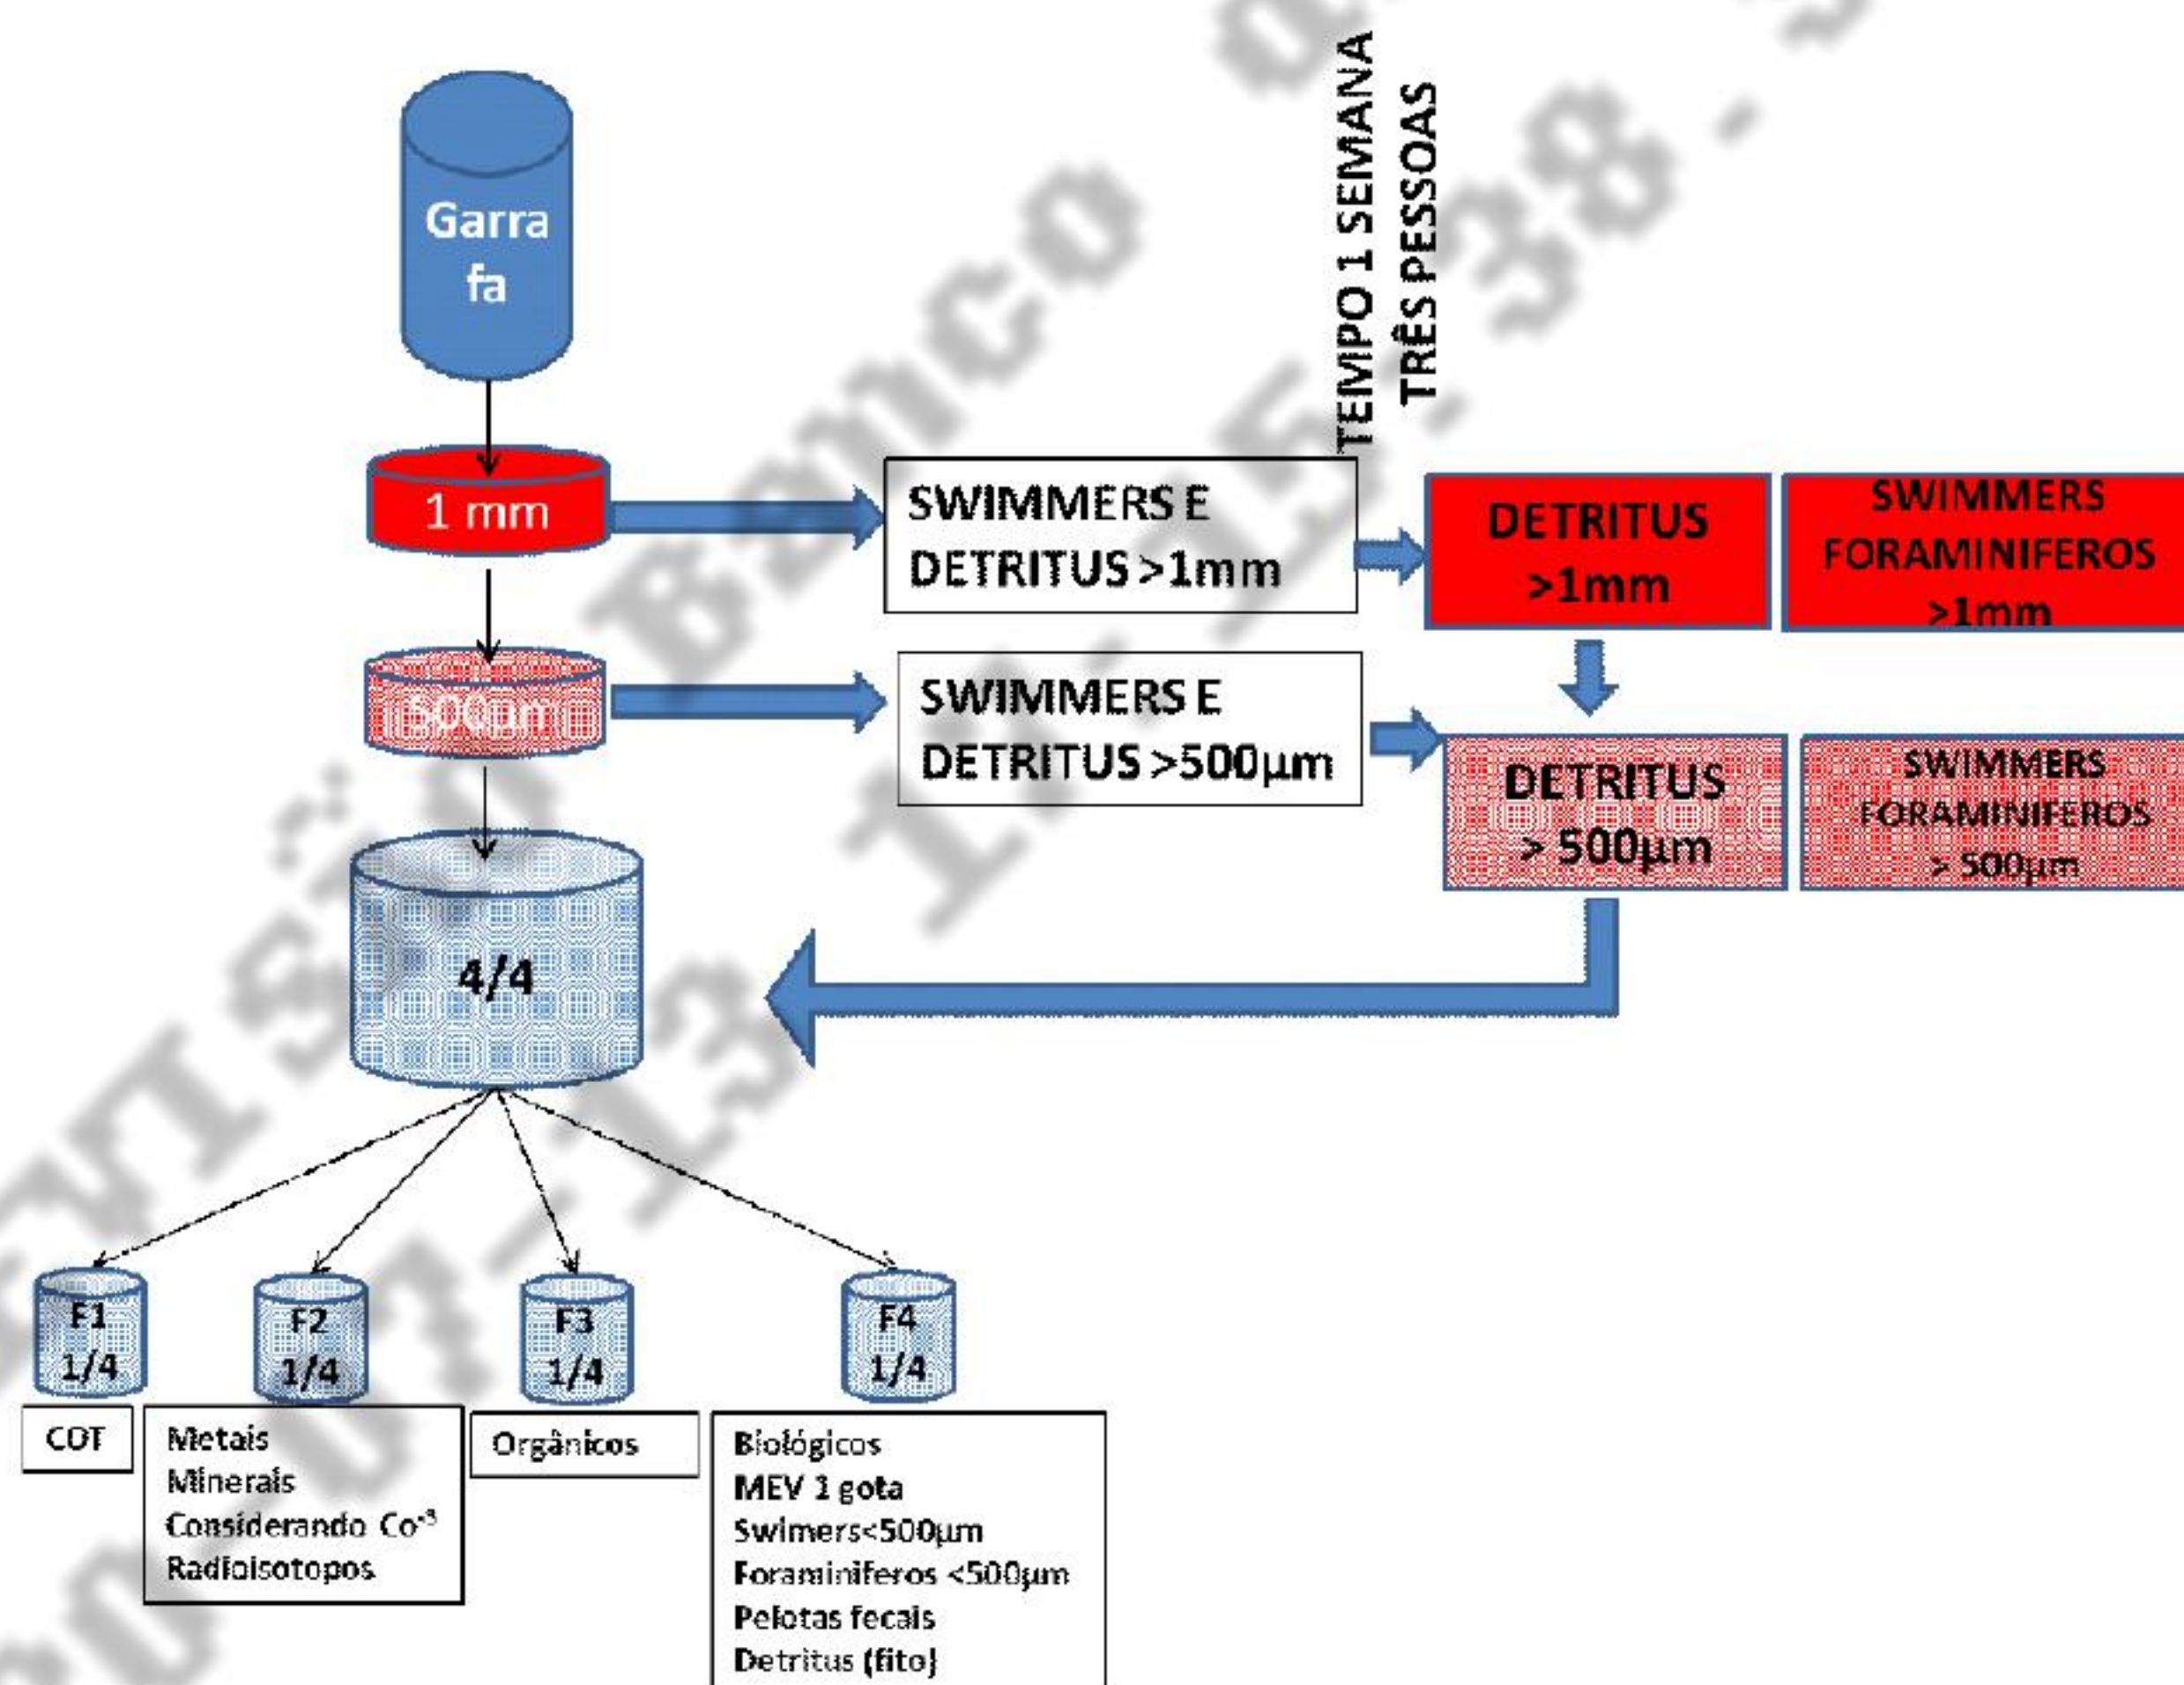 TEMPO 1 SEMANA
TRÊS PESSOAS
Garra
fa
1 mm
SWIMMERS E
DETRITUS >1mm
DETRITUS
>1mm
SWIMMERS
FORAMINIFEROS
>1mm
500µm
SWIMMERS E
DETRITUS >500µm
DETRITUS
> 500µm
SWIMMERS
FORAMINIFEROS
> 500µm
4/4
F1
1/4
F2
1/4
F3
1/4
F4
1/4
COT
Metais
Minerais
Considerando Co⁻³
Radioisotopos
Orgânicos
Biológicos
MEV 1 gota
Swimers<500µm
Foraminiferos <500µm
Pelotas fecais
Detritus (fito)
Banco